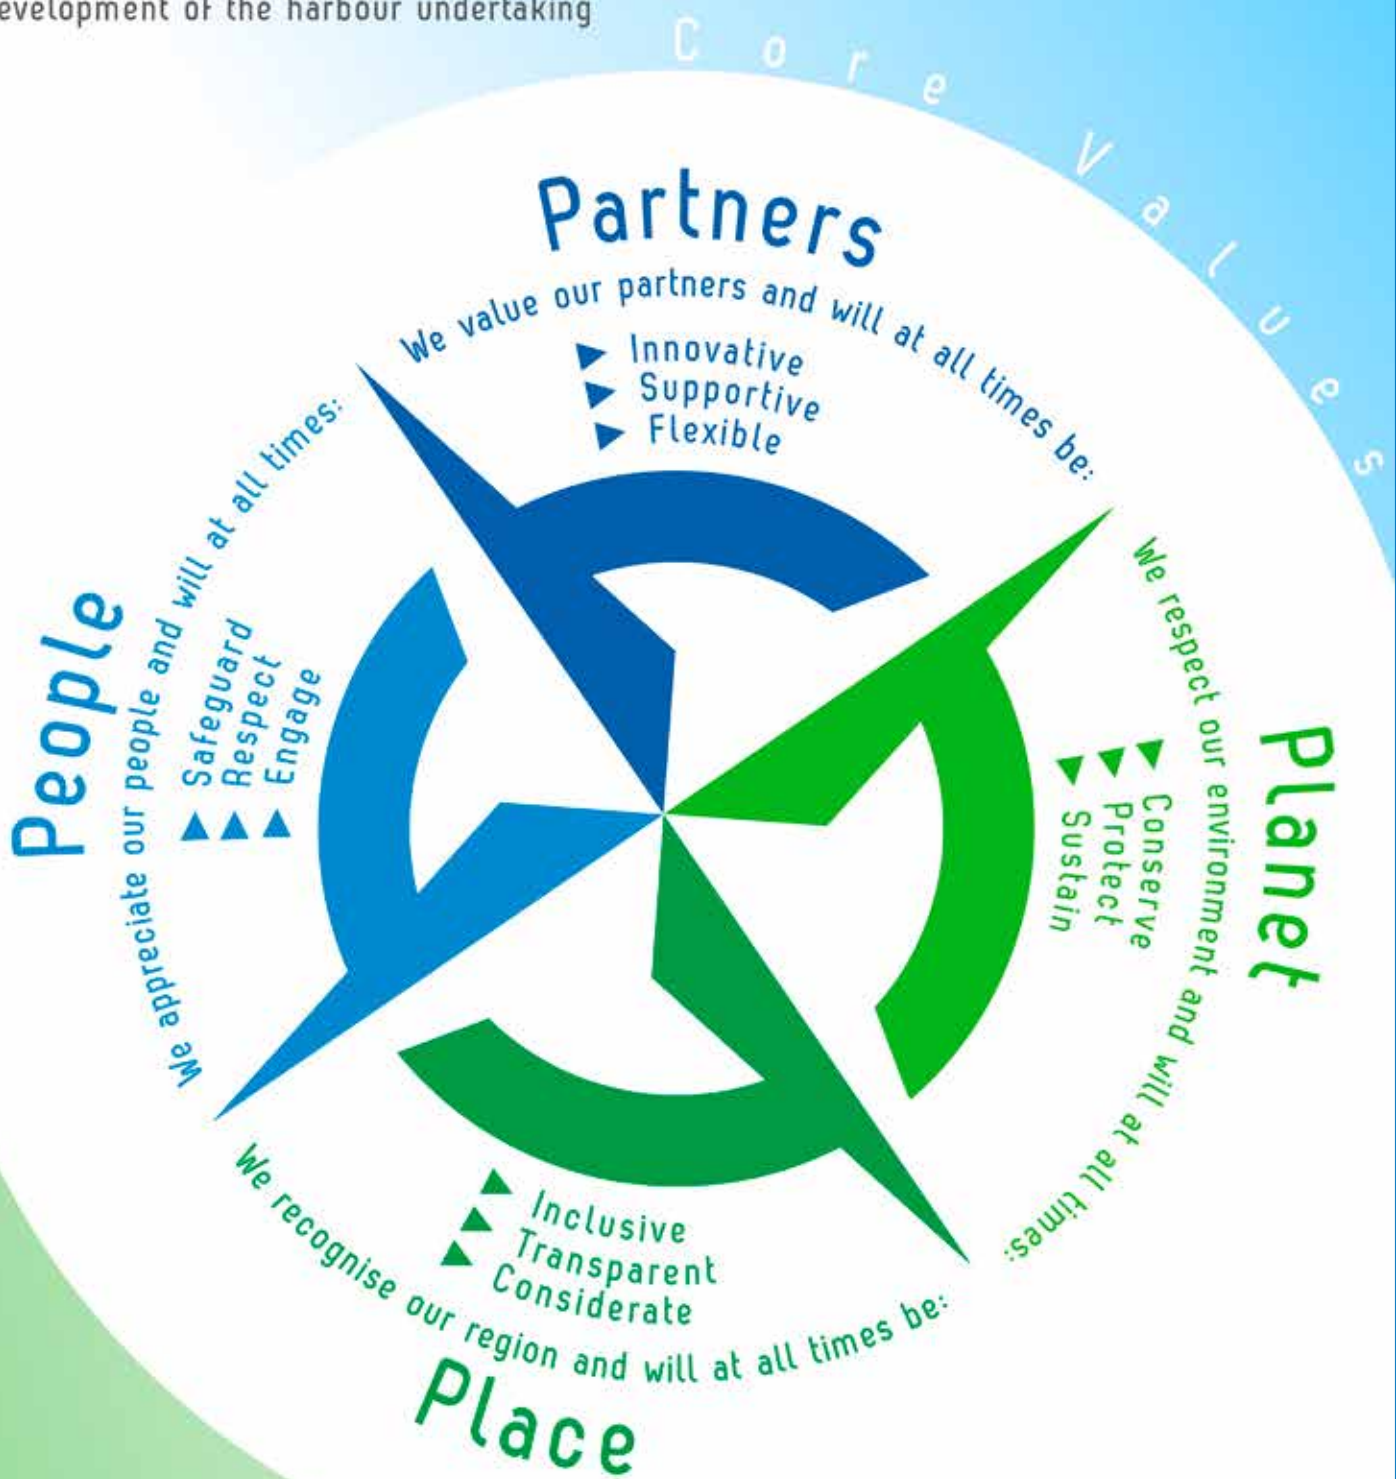 evelopment of the harbour undertaking
Core Values
Partners
We value our partners and will at all times be:
Innovative
Supportive
Flexible
Planet
We respect our environment and will at all times:
Conserve
Protect
Sustain
Place
We recognise our region and will at all times be:
Inclusive
Transparent
Considerate
People
We appreciate our people and will at all times:
Safeguard
Respect
Engage